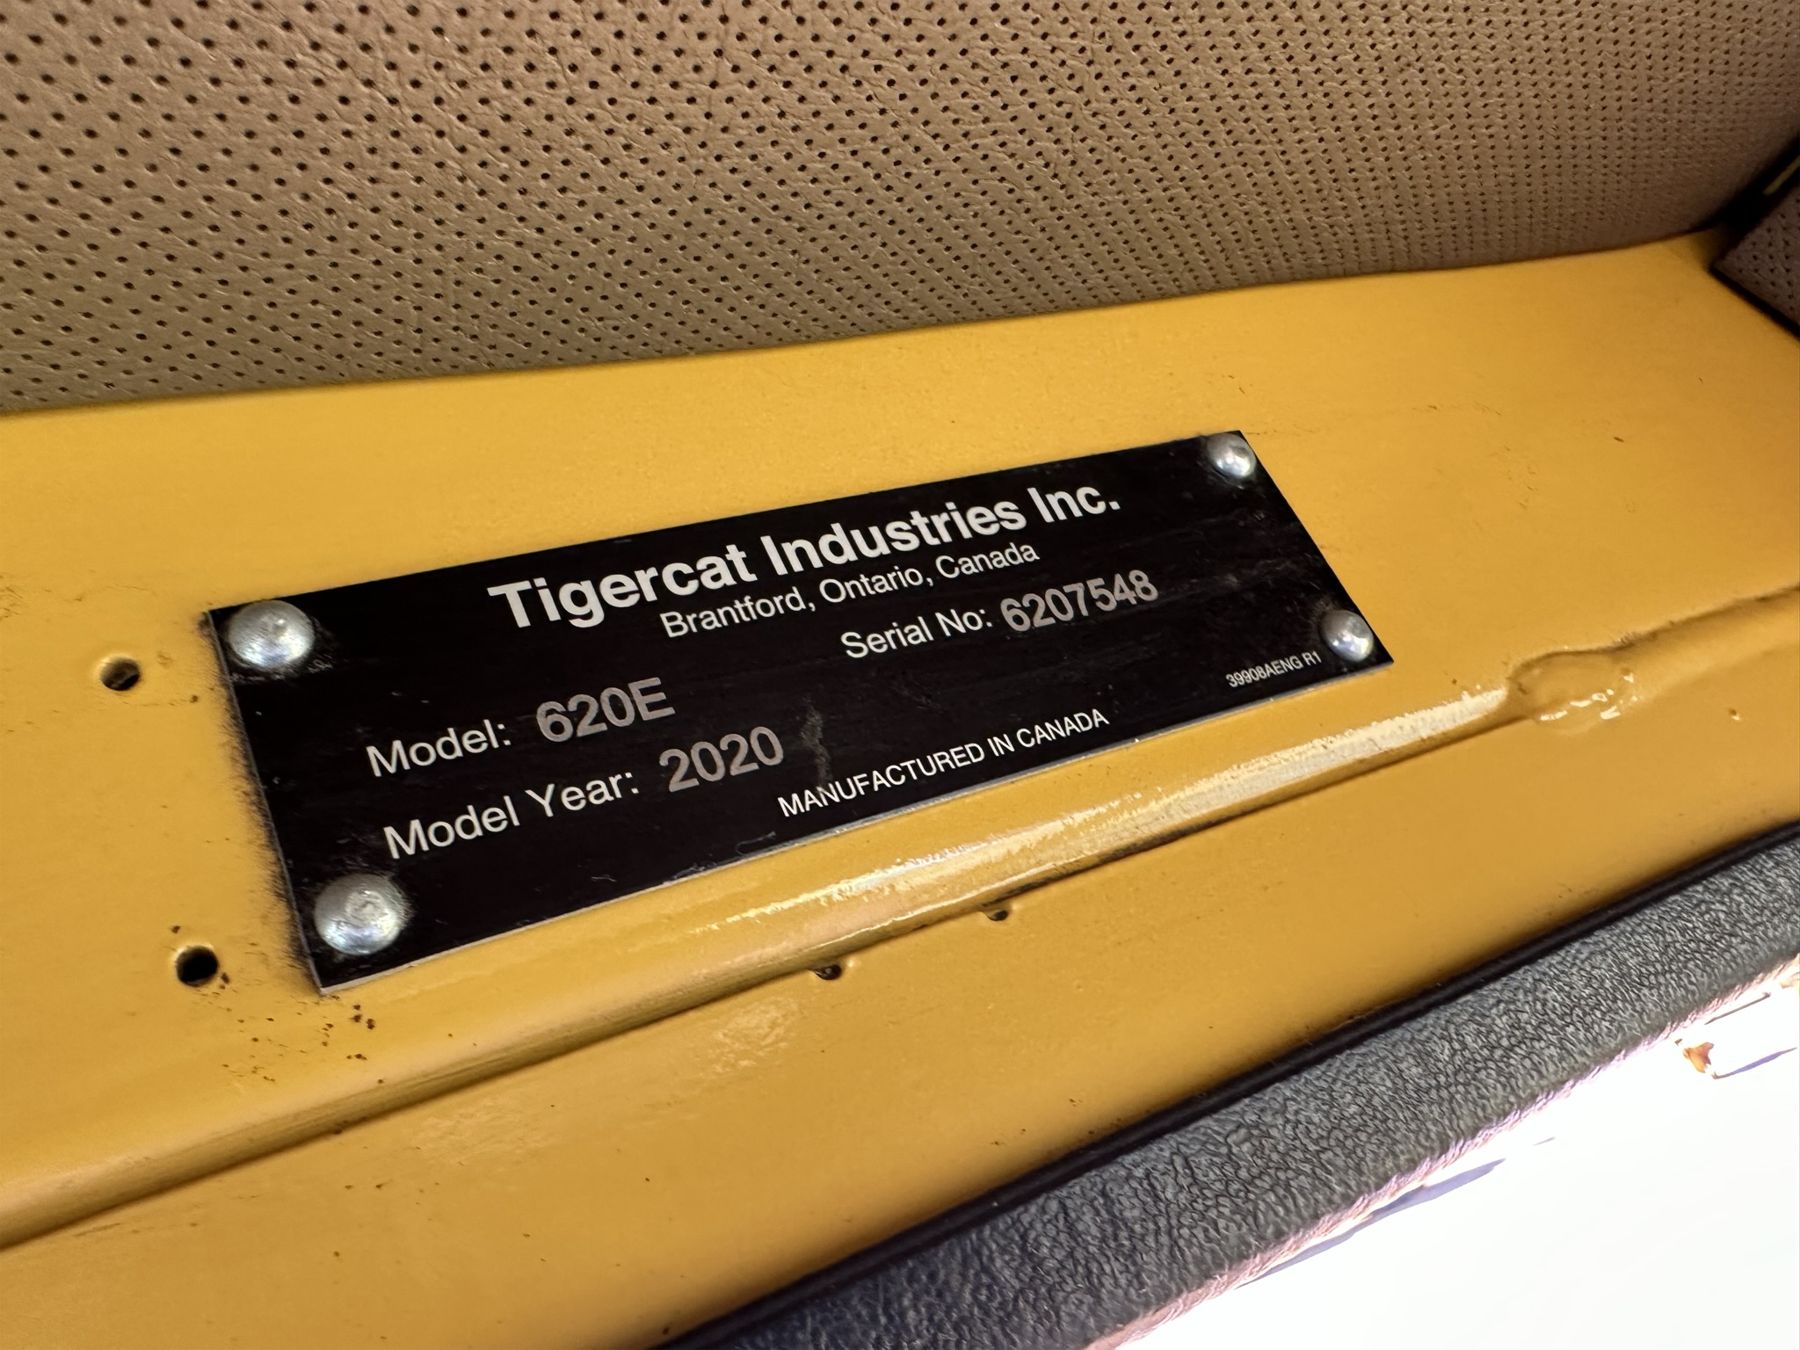 Tigercat Industries Inc.
Brantford, Ontario, Canada
Serial No: 6207548
Model: 620E
Model Year: 2020
MANUFACTURED IN CANADA
39908AENG R1